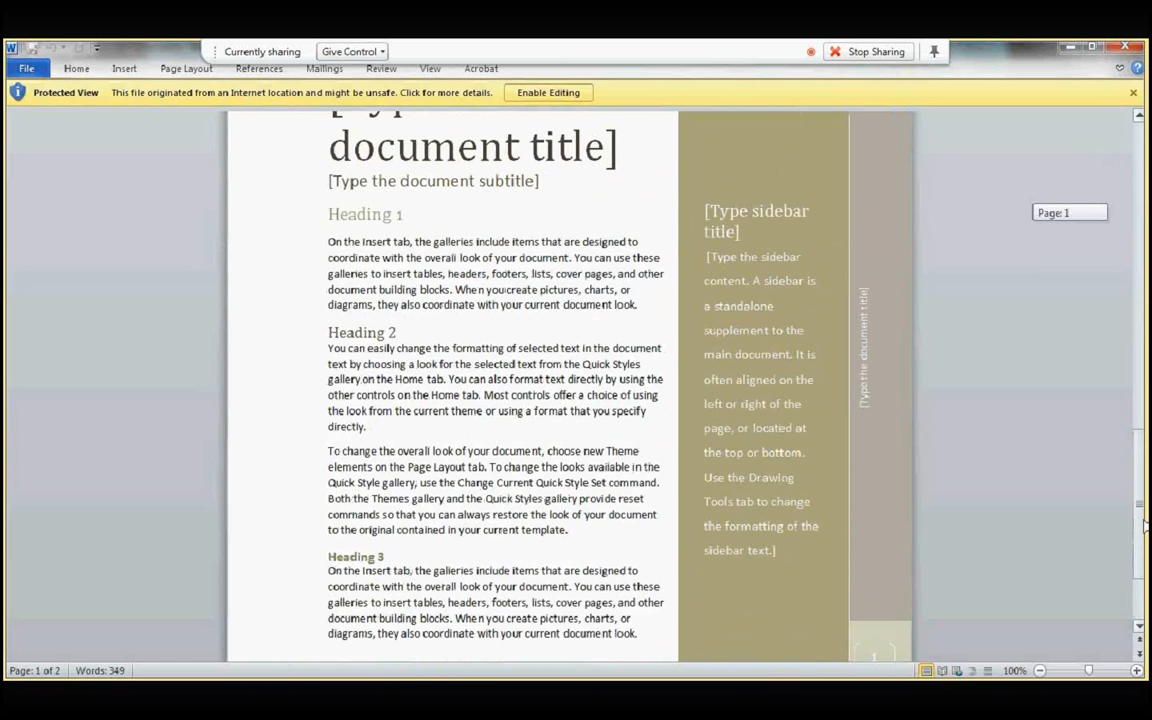 Currently sharing Give Control Stop Sharing
File Home Insert Page Layout References Mailings Review View Acrobat
Protected View This file originated from an Internet location and might be unsafe. Click for more details. Enable Editing
document title]
[Type the document subtitle]
Heading 1
On the Insert tab, the galleries include items that are designed to
coordinate with the overall look of your document. You can use these
galleries to insert tables, headers, footers, lists, cover pages, and other
document building blocks. When you create pictures, charts, or
diagrams, they also coordinate with your current document look.
Heading 2
You can easily change the formatting of selected text in the document
text by choosing a look for the selected text from the Quick Styles
gallery on the Home tab. You can also format text directly by using the
other controls on the Home tab. Most controls offer a choice of using
the look from the current theme or using a format that you specify
directly.
To change the overall look of your document, choose new Theme
elements on the Page Layout tab. To change the looks available in the
Quick Style gallery, use the Change Current Quick Style Set command.
Both the Themes gallery and the Quick Styles gallery provide reset
commands so that you can always restore the look of your document
to the original contained in your current template.
Heading 3
On the Insert tab, the galleries include items that are designed to
coordinate with the overall look of your document. You can use these
galleries to insert tables, headers, footers, lists, cover pages, and other
document building blocks. When you create pictures, charts, or
diagrams, they also coordinate with your current document look.
[Type sidebar
title]
[Type the sidebar
content. A sidebar is
a standalone
supplement to the
main document. It is
often aligned on the
left or right of the
page, or located at
the top or bottom.
Use the Drawing
Tools tab to change
the formatting of the
sidebar text.]
[Type the document title]
1
Page: 1
Page: 1 of 2 Words: 349 100%